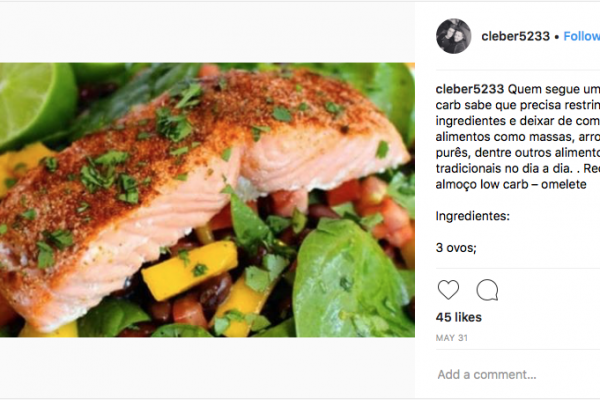 cleber5233 • Follow
cleber5233 Quem segue um
carb sabe que precisa restrin
ingredientes e deixar de com
alimentos como massas, arro
purês, dentre outros alimento
tradicionais no dia a dia. . Re
almoço low carb – omelete
Ingredientes:
3 ovos;
45 likes
MAY 31
Add a comment…